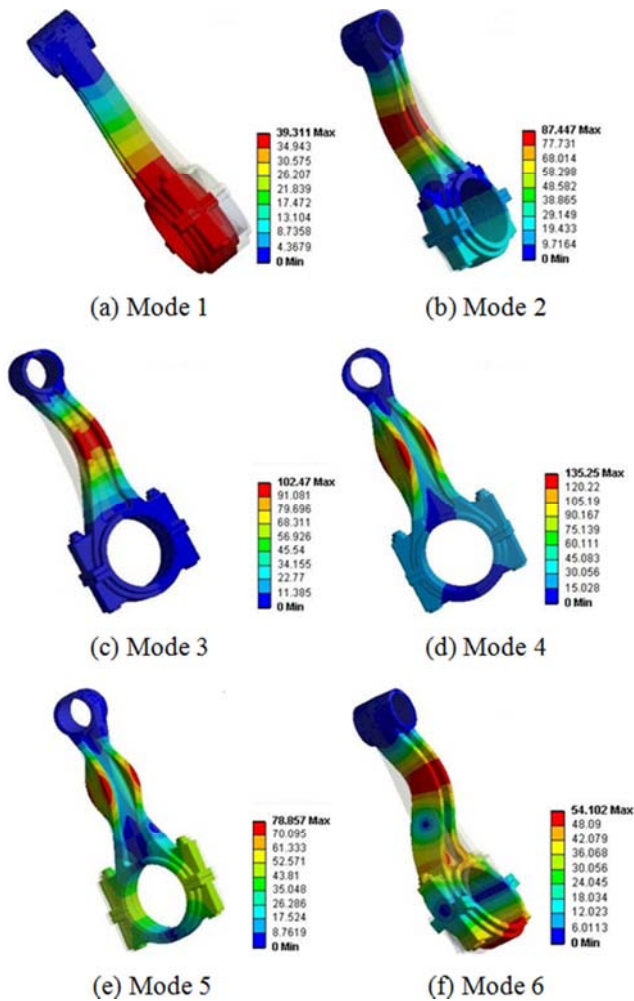 39.311 Max
34.943
30.575
26.207
21.839
17.472
13.104
8.7358
4.3679
0 Min
(a) Mode 1
87.447 Max
77.731
68.014
58.298
48.582
38.865
29.149
19.433
9.7164
0 Min
(b) Mode 2
102.47 Max
91.081
79.696
68.311
56.926
45.54
34.155
22.77
11.385
0 Min
(c) Mode 3
135.25 Max
120.22
105.19
90.167
75.139
60.111
45.083
30.056
15.028
0 Min
(d) Mode 4
78.857 Max
70.095
61.333
52.571
43.81
35.048
26.286
17.524
8.7619
0 Min
(e) Mode 5
54.102 Max
48.09
42.079
36.068
30.056
24.045
18.034
12.023
6.0113
0 Min
(f) Mode 6